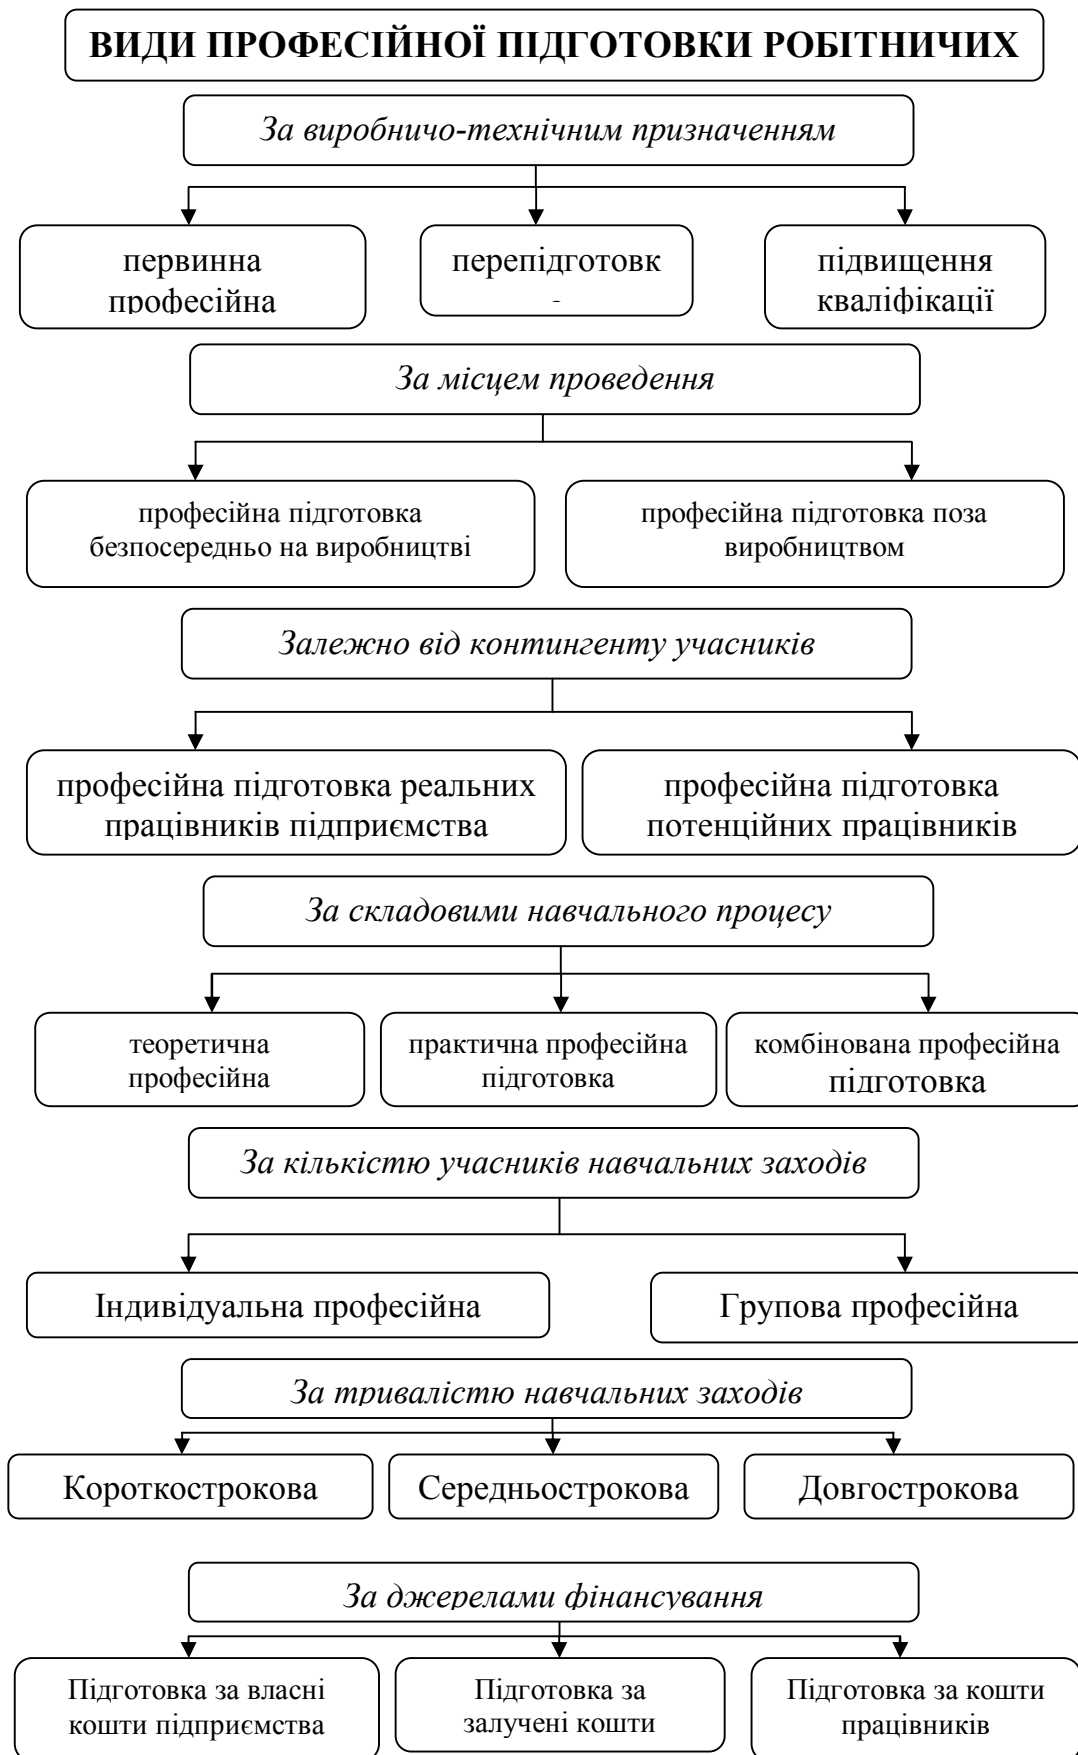 ВИДИ ПРОФЕСІЙНОЇ ПІДГОТОВКИ РОБІТНИЧИХ
За виробничо-технічним призначенням
первинна
професійна
перепідготовк
підвищення
кваліфікації
За місцем проведення
професійна підготовка
безпосередньо на виробництві
професійна підготовка поза
виробництвом
Залежно від контингенту учасників
професійна підготовка реальних
працівників підприємства
професійна підготовка
потенційних працівників
За складовими навчального процесу
теоретична
професійна
практична професійна
підготовка
комбінована професійна
підготовка
За кількістю учасників навчальних заходів
Індивідуальна професійна
Групова професійна
За тривалістю навчальних заходів
Короткострокова
Середньострокова
Довгострокова
За джерелами фінансування
Підготовка за власні
кошти підприємства
Підготовка за
залучені кошти
Підготовка за кошти
працівників